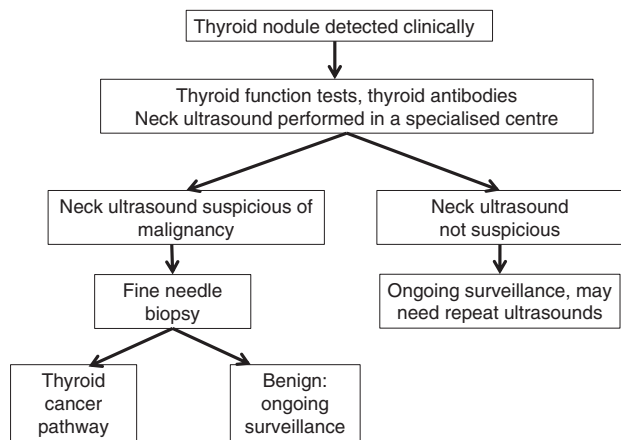 Thyroid nodule detected clinically
Thyroid function tests, thyroid antibodies
Neck ultrasound performed in a specialised centre
Neck ultrasound suspicious of
malignancy
Neck ultrasound
not suspicious
Fine needle
biopsy
Ongoing surveillance, may
need repeat ultrasounds
Thyroid
cancer
pathway
Benign:
ongoing
surveillance